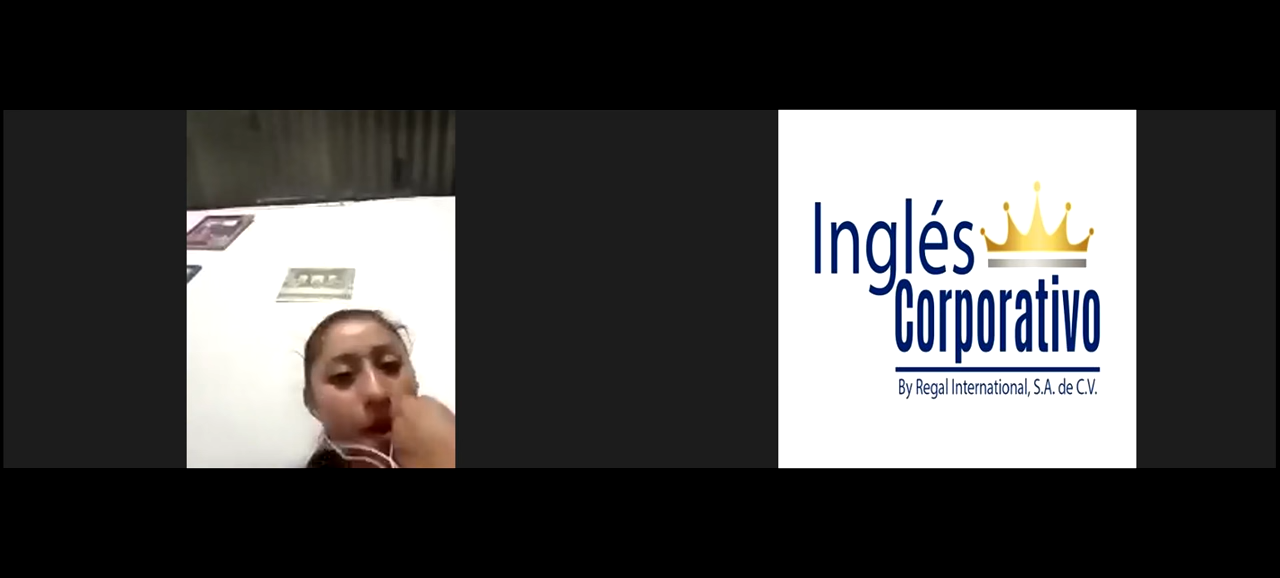 Inglés
Corporativo
By Regal International, S.A. de C.V.